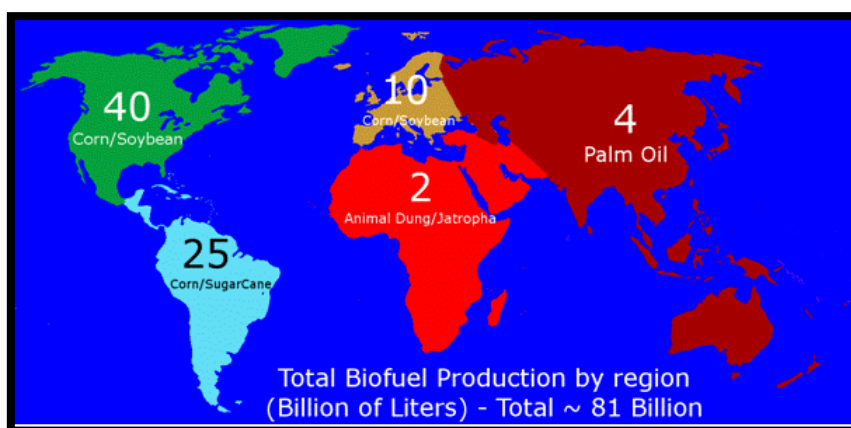 40
Corn/Soybean
10
Corn/Soybean
4
Palm Oil
2
Animal Dung/Jatropha
25
Corn/SugarCane
Total Biofuel Production by region
(Billion of Liters) - Total ~ 81 Billion